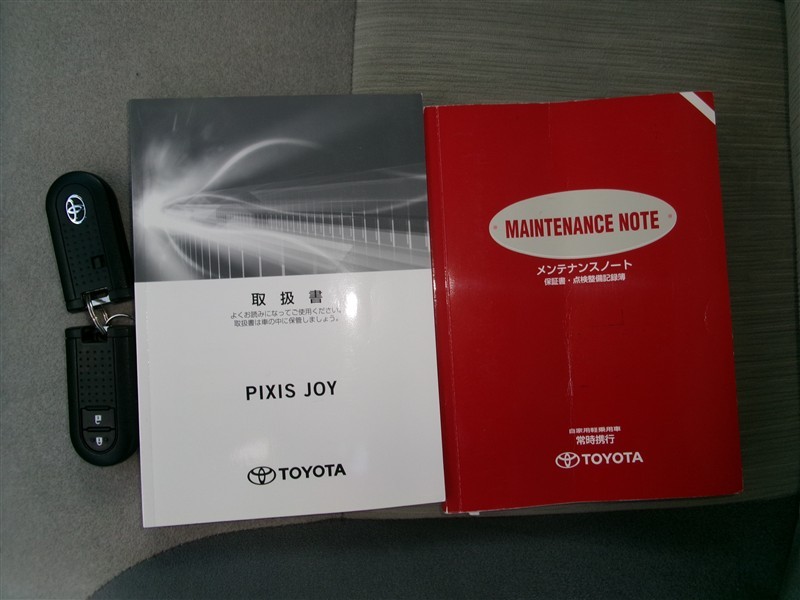 取扱書
よくお読みになってご使用ください。
取扱書は車の中に保管しましょう。
PIXIS JOY
TOYOTA
MAINTENANCE NOTE
メンテナンスノート
保証書・点検整備記録簿
自家用軽乗用車
常時携行
TOYOTA